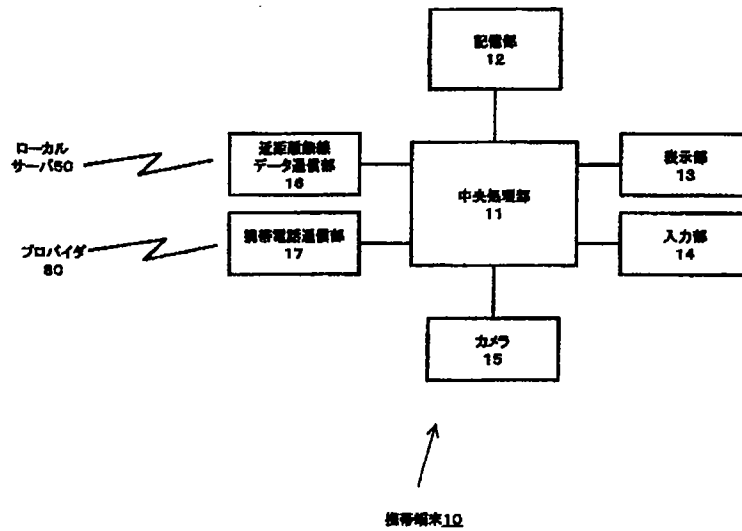 記憶部
12
ローカル
サーバ50
近距離無線
データ通信部
16
表示部
13
中央処理部
11
プロバイダ
80
携帯電話通信部
17
入力部
14
カメラ
15
携帯端末10